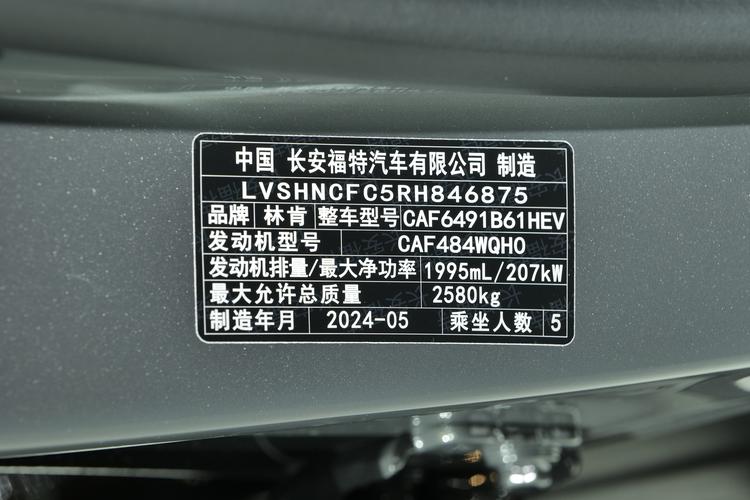 中国 长安福特汽车有限公司 制造
LVSHNCFC5RH846875
品牌 林肯 整车型号 CAF6491B61HEV
发动机型号 CAF484WQH0
发动机排量/最大净功率 1995mL/207kW
最大允许总质量 2580kg
制造年月 2024-05 乘坐人数 5